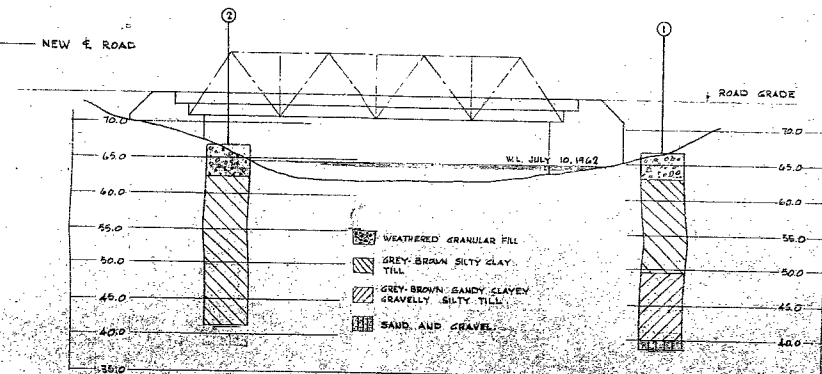 ②
①
NEW ℄ ROAD
ROAD GRADE
70.0
70.0
W.L. JULY 10, 1962
65.0
65.0
60.0
60.0
55.0
55.0
50.0
50.0
45.0
45.0
40.0
40.0
35.0
WEATHERED GRANULAR FILL
GREY-BROWN SILTY CLAY
TILL
GREY-BROWN SANDY CLAYEY
GRAVELLY SILTY TILL
SAND AND GRAVEL